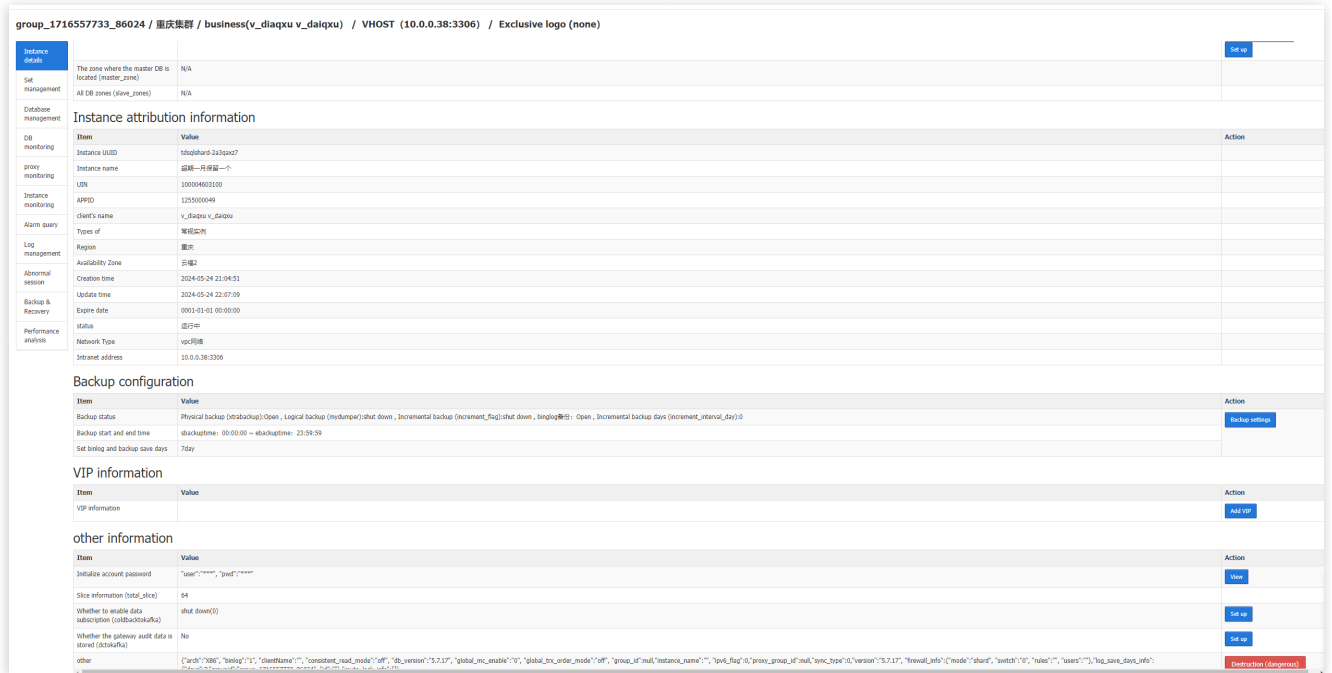 group_1716557733_86024 / 重庆集群 / business(v_diaqxu v_daiqxu) / VHOST（10.0.0.38:3306） / Exclusive logo (none)
Instance details
Set management
Database management
DB monitoring
proxy monitoring
Instance monitoring
Alarm query
Log management
Abnormal session
Backup & Recovery
Performance analysis
Set up
The zone where the master DB is located (master_zone) N/A
All DB zones (slave_zones) N/A
Instance attribution information
Item Value Action
Instance UUID tdsqlshard-2a3qaxz7
Instance name 一月保留一个
UIN 100004603100
APPID 1255000049
client's name v_diaqxu v_daiqxu
Types of 常规实例
Region 重庆
Availability Zone 云福2
Creation time 2024-05-24 21:04:51
Update time 2024-05-24 22:07:09
Expire date 0001-01-01 00:00:00
status 运行中
Network Type vpc网络
Intranet address 10.0.0.38:3306
Backup configuration
Item Value Action
Backup status Physical backup (xtrabackup):Open , Logical backup (mydumper):shut down , Incremental backup (increment_flag):shut down , binglog备份：Open , Incremental backup days (increment_interval_day):0 Backup settings
Backup start and end time sbackuptime：00:00:00 ~ ebackuptime：23:59:59
Set binlog and backup save days 7day
VIP information
Item Value Action
VIP information Add VIP
other information
Item Value Action
Initialize account password "user":"***", "pwd":"***" View
Slice information (total_slice) 64
Whether to enable data subscription (coldbacktokafka) shut down(0) Set up
Whether the gateway audit data is stored (dctokafka) No Set up
other {"arch":"X86", "binlog":"1", "clientName":"", "consistent_read_mode":"off", "db_version":"5.7.17", "global_mc_enable":"0", "global_trx_order_mode":"off", "group_id":null,"instance_name":"", "ipv6_flag":0,"proxy_group_id":null,"sync_type":0,"version":"5.7.17", "firewall_info":{"mode":"shard", "switch":"0", "rules":"", "users":""},"log_save_days_info":
Destruction (dangerous)